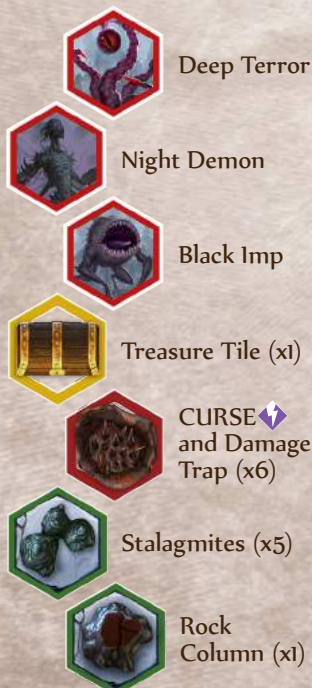 Deep Terror
Night Demon
Black Imp
Treasure Tile (x1)
CURSE
and Damage
Trap (x6)
Stalagmites (x5)
Rock
Column (x1)